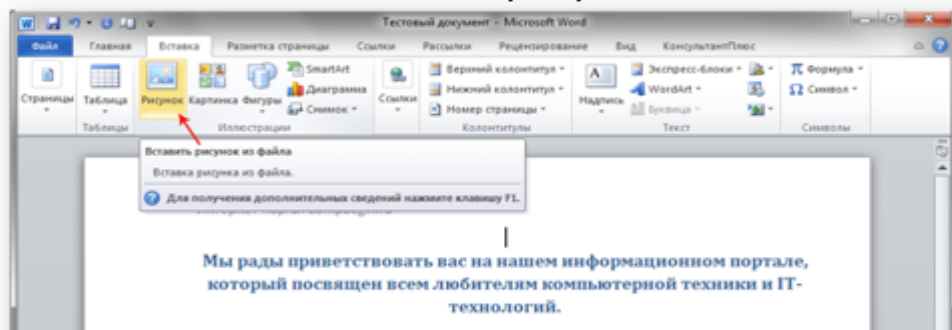 Тестовый документ - Microsoft Word
Файл Главная Вставка Разметка страницы Ссылки Рассылки Рецензирование Вид КонсультантПлюс
Страницы
Таблица
Таблицы
Рисунок Картинка Фигуры
SmartArt
Диаграмма
Снимок
Иллюстрации
Ссылки
Верхний колонтитул
Нижний колонтитул
Номер страницы
Колонтитулы
Надпись
Экспресс-блоки
WordArt
Буквица
Текст
Формула
Символ
Символы
Вставить рисунок из файла
Вставка рисунка из файла.
Для получения дополнительных сведений нажмите клавишу F1.
Мы рады приветствовать вас на нашем информационном портале,
который посвящен всем любителям компьютерной техники и IT-
технологий.